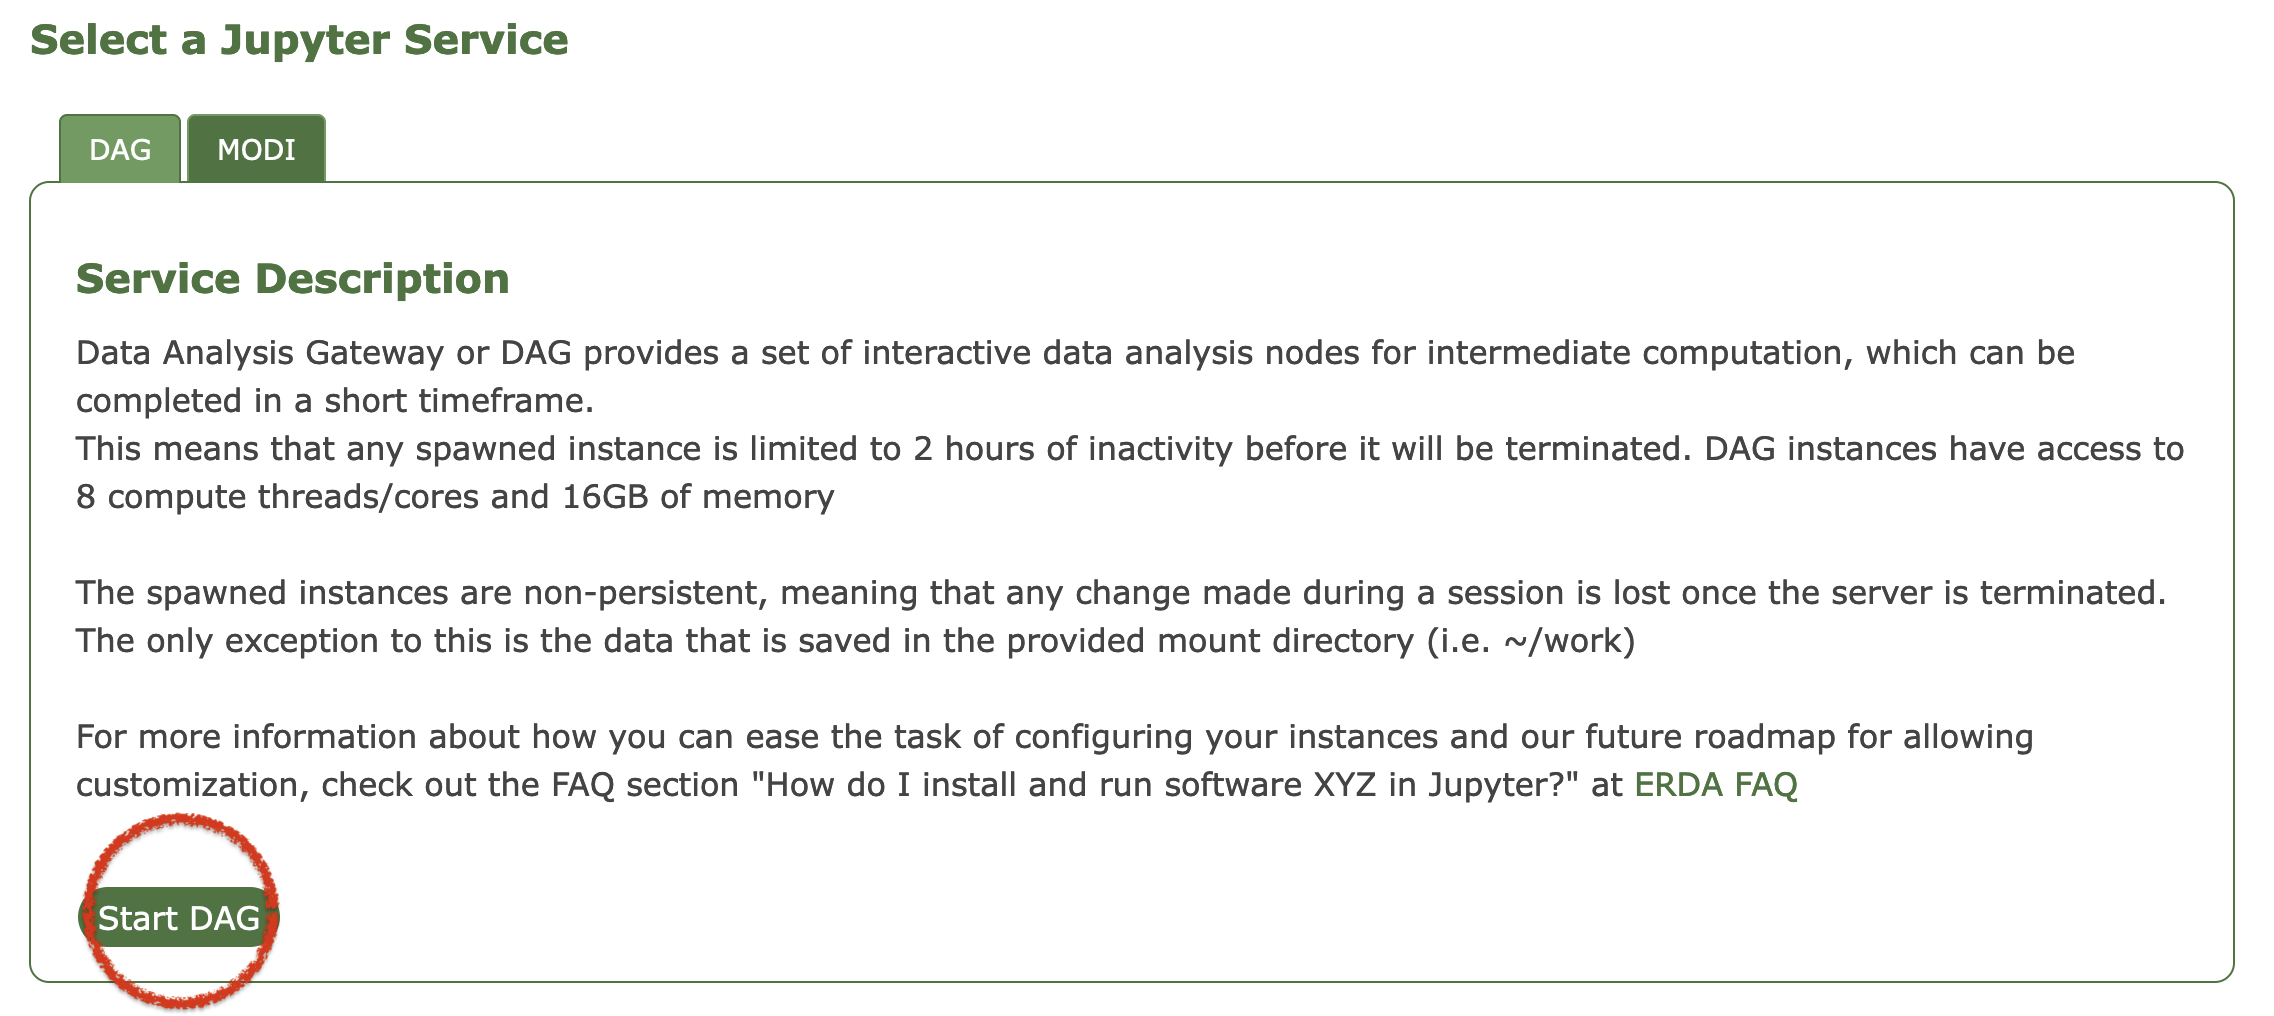 Select a Jupyter Service
DAG MODI
Service Description
Data Analysis Gateway or DAG provides a set of interactive data analysis nodes for intermediate computation, which can be
completed in a short timeframe.
This means that any spawned instance is limited to 2 hours of inactivity before it will be terminated. DAG instances have access to
8 compute threads/cores and 16GB of memory
The spawned instances are non-persistent, meaning that any change made during a session is lost once the server is terminated.
The only exception to this is the data that is saved in the provided mount directory (i.e. ~/work)
For more information about how you can ease the task of configuring your instances and our future roadmap for allowing
customization, check out the FAQ section "How do I install and run software XYZ in Jupyter?" at ERDA FAQ
Start DAG